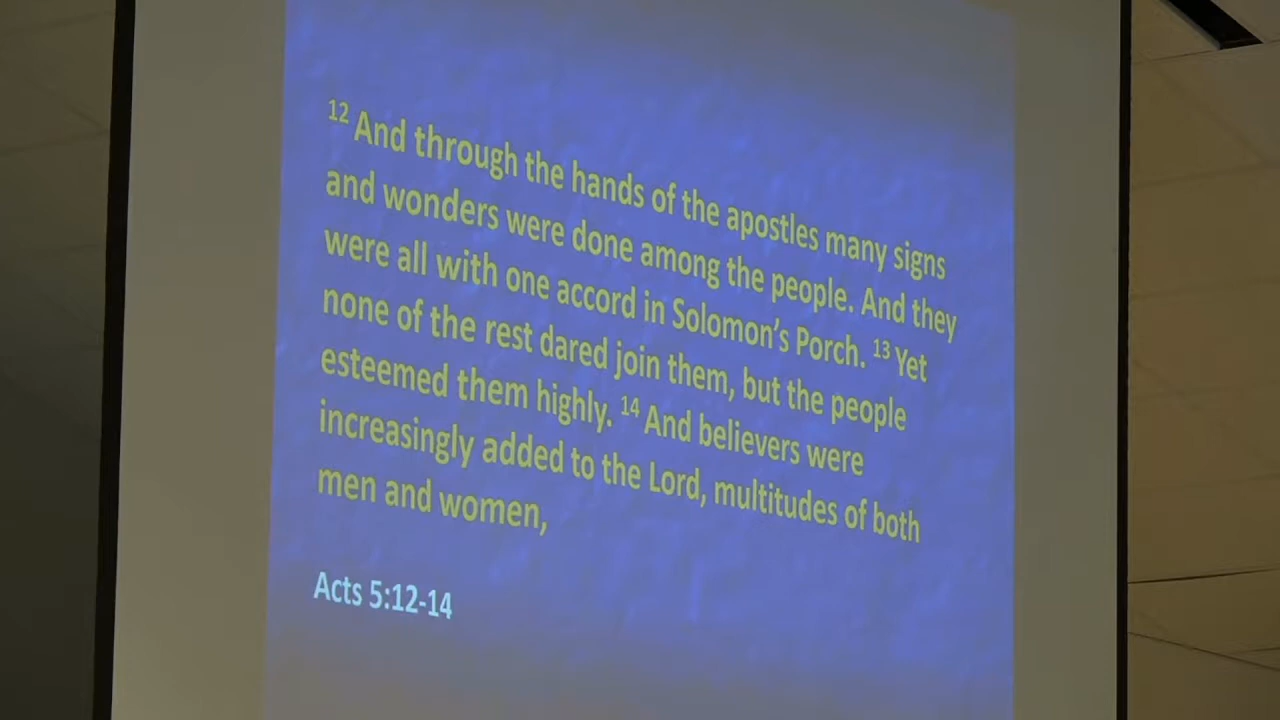 12 And through the hands of the apostles many signs
and wonders were done among the people. And they
were all with one accord in Solomon's Porch. 13 Yet
none of the rest dared join them, but the people
esteemed them highly. 14 And believers were
increasingly added to the Lord, multitudes of both
men and women,
Acts 5:12-14